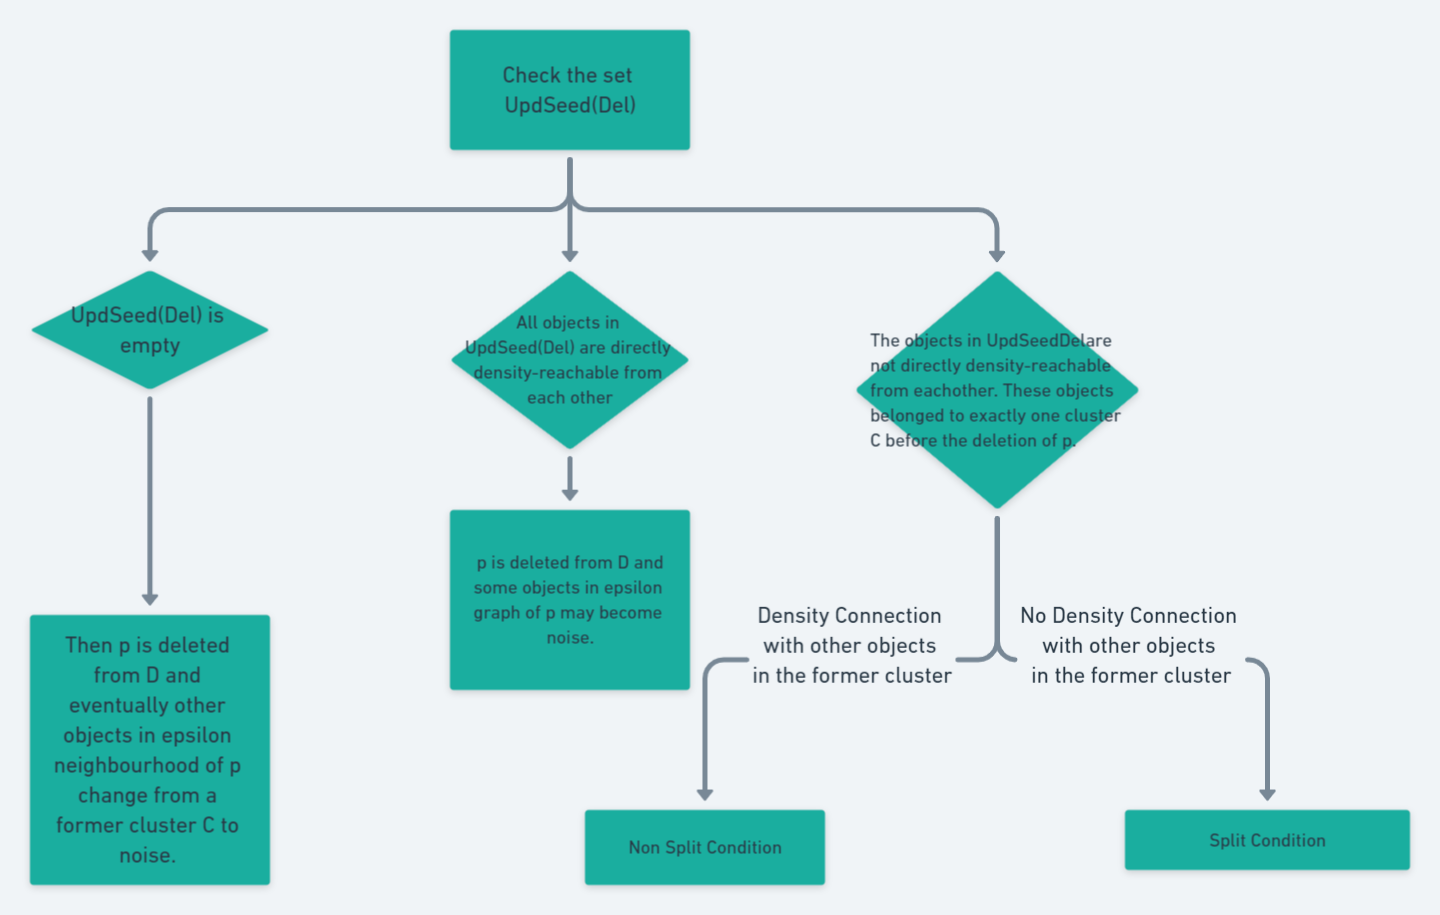 Check the set
UpdSeed(Del)
UpdSeed(Del) is
empty
All objects in
UpdSeed(Del) are directly
density-reachable from
each other
The objects in UpdSeedDelare
not directly density-reachable
from eachother. These objects
belonged to exactly one cluster
C before the deletion of p.
p is deleted from D and
some objects in epsilon
graph of p may become
noise.
Then p is deleted
from D and
eventually other
objects in epsilon
neighbourhood of p
change from a
former cluster C to
noise.
Density Connection
with other objects
in the former cluster
No Density Connection
with other objects
in the former cluster
Non Split Condition
Split Condition